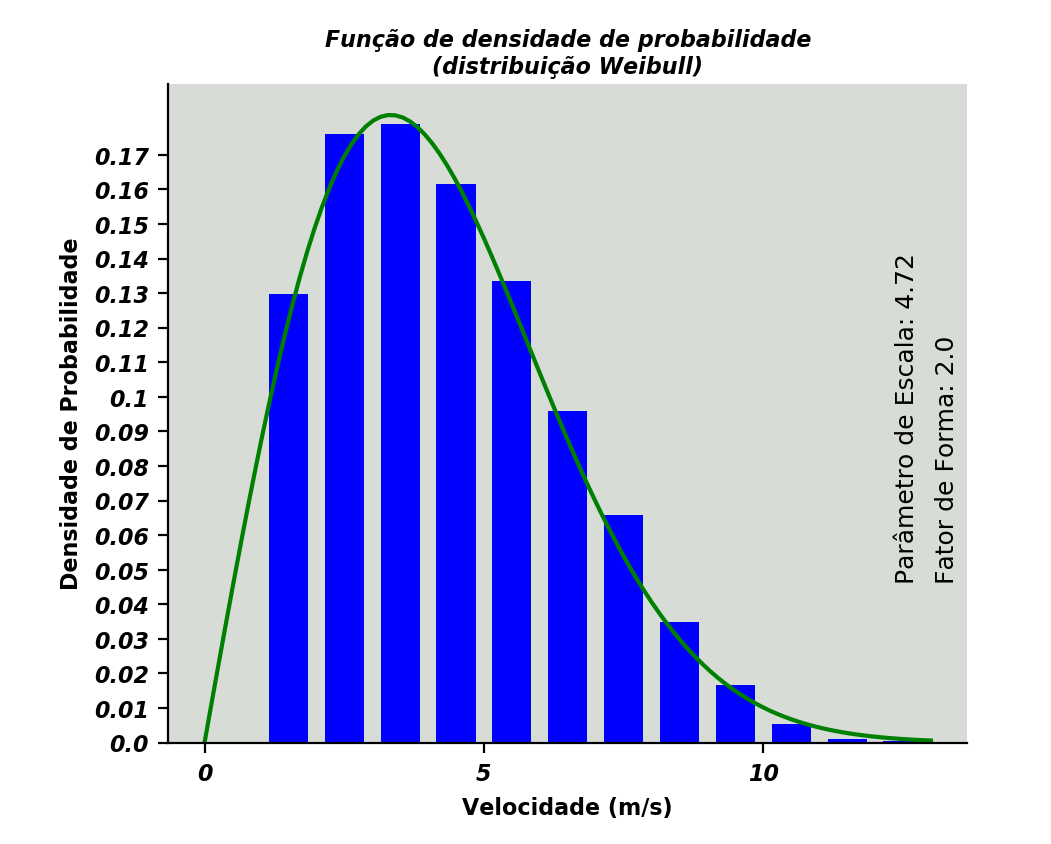 Função de densidade de probabilidade
(distribuição Weibull)
Densidade de Probabilidade
0.17
0.16
0.15
0.14
0.13
0.12
0.11
0.1
0.09
0.08
0.07
0.06
0.05
0.04
0.03
0.02
0.01
0.0
Parâmetro de Escala: 4.72
Fator de Forma: 2.0
0 5 10
Velocidade (m/s)